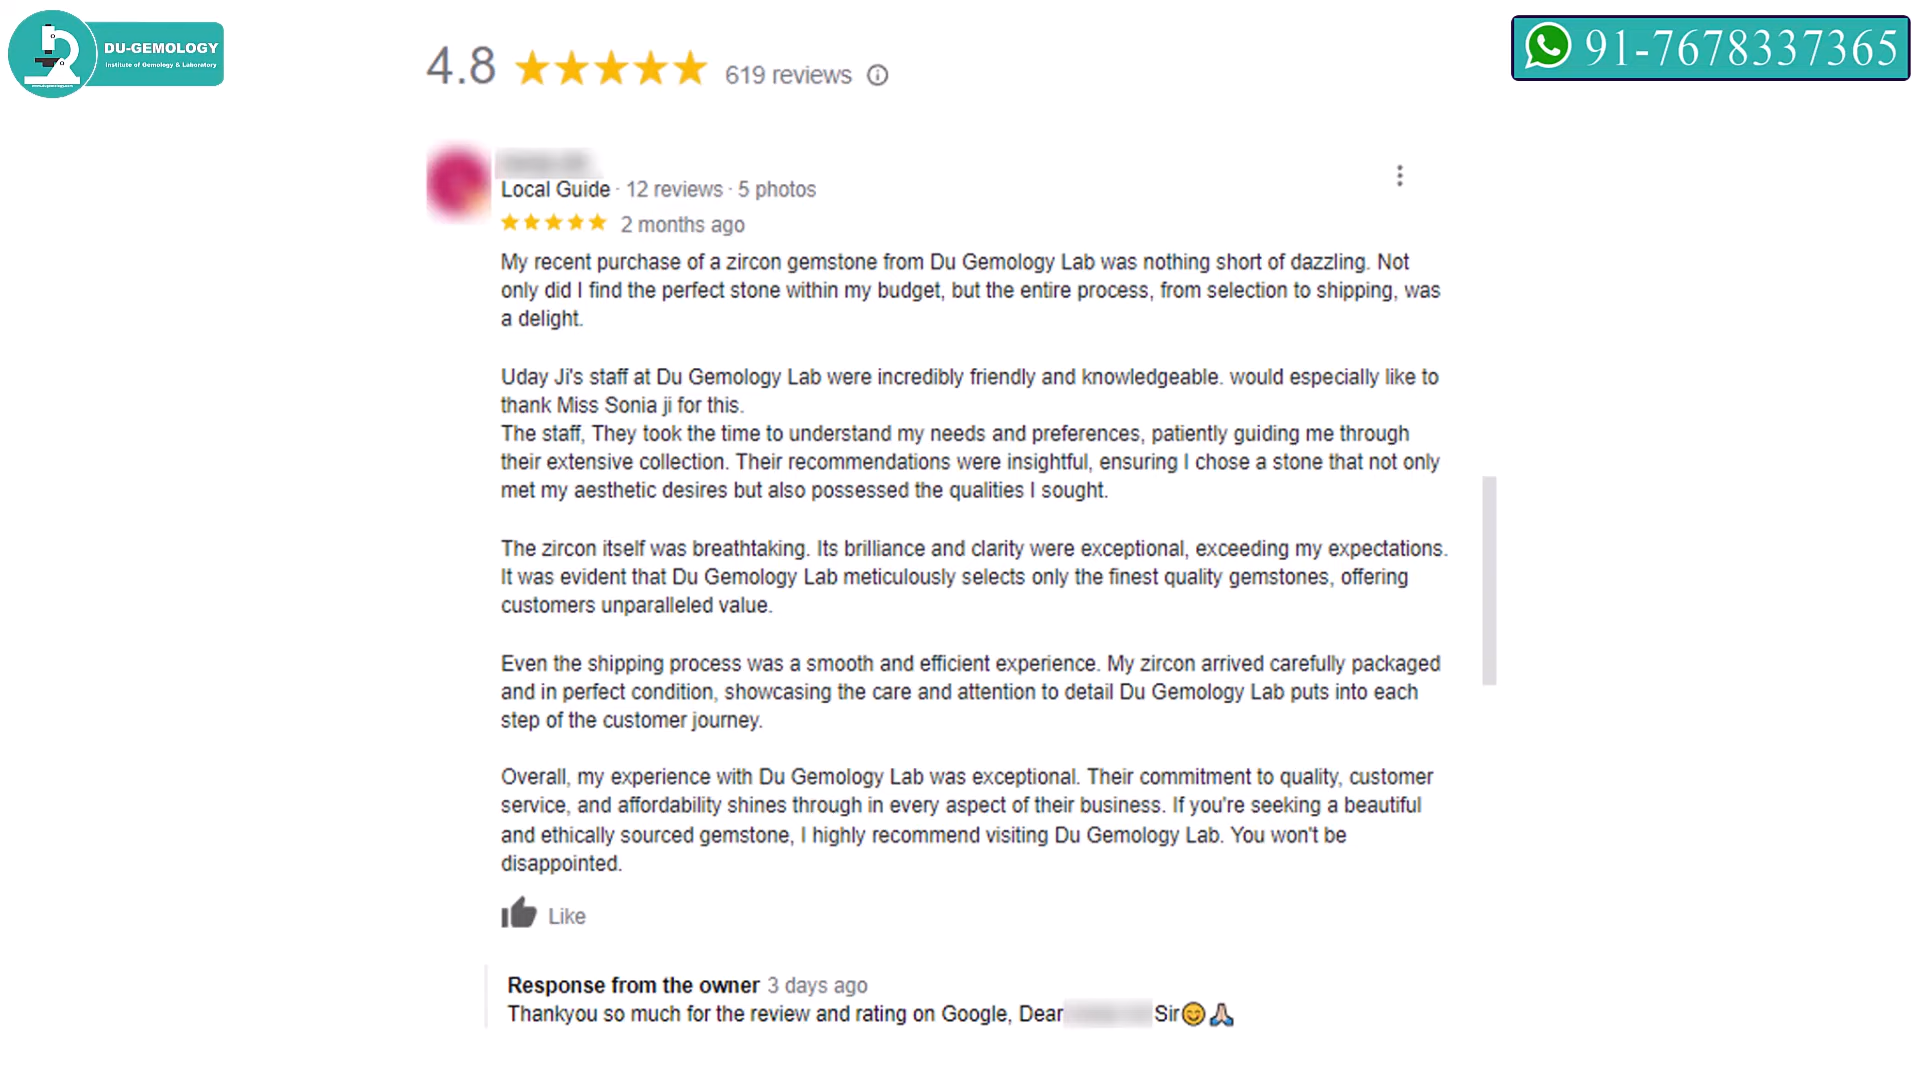 DU-GEMOLOGY
Institute of Gemology & Laboratory
www.dugemology.com
91-7678337365
4.8
619 reviews
Local Guide · 12 reviews · 5 photos
2 months ago
My recent purchase of a zircon gemstone from Du Gemology Lab was nothing short of dazzling. Not
only did I find the perfect stone within my budget, but the entire process, from selection to shipping, was
a delight.
Uday Ji's staff at Du Gemology Lab were incredibly friendly and knowledgeable. would especially like to
thank Miss Sonia ji for this.
The staff, They took the time to understand my needs and preferences, patiently guiding me through
their extensive collection. Their recommendations were insightful, ensuring I chose a stone that not only
met my aesthetic desires but also possessed the qualities I sought.
The zircon itself was breathtaking. Its brilliance and clarity were exceptional, exceeding my expectations.
It was evident that Du Gemology Lab meticulously selects only the finest quality gemstones, offering
customers unparalleled value.
Even the shipping process was a smooth and efficient experience. My zircon arrived carefully packaged
and in perfect condition, showcasing the care and attention to detail Du Gemology Lab puts into each
step of the customer journey.
Overall, my experience with Du Gemology Lab was exceptional. Their commitment to quality, customer
service, and affordability shines through in every aspect of their business. If you're seeking a beautiful
and ethically sourced gemstone, I highly recommend visiting Du Gemology Lab. You won't be
disappointed.
Like
Response from the owner 3 days ago
Thankyou so much for the review and rating on Google, Dear Sir😊🙏🏻